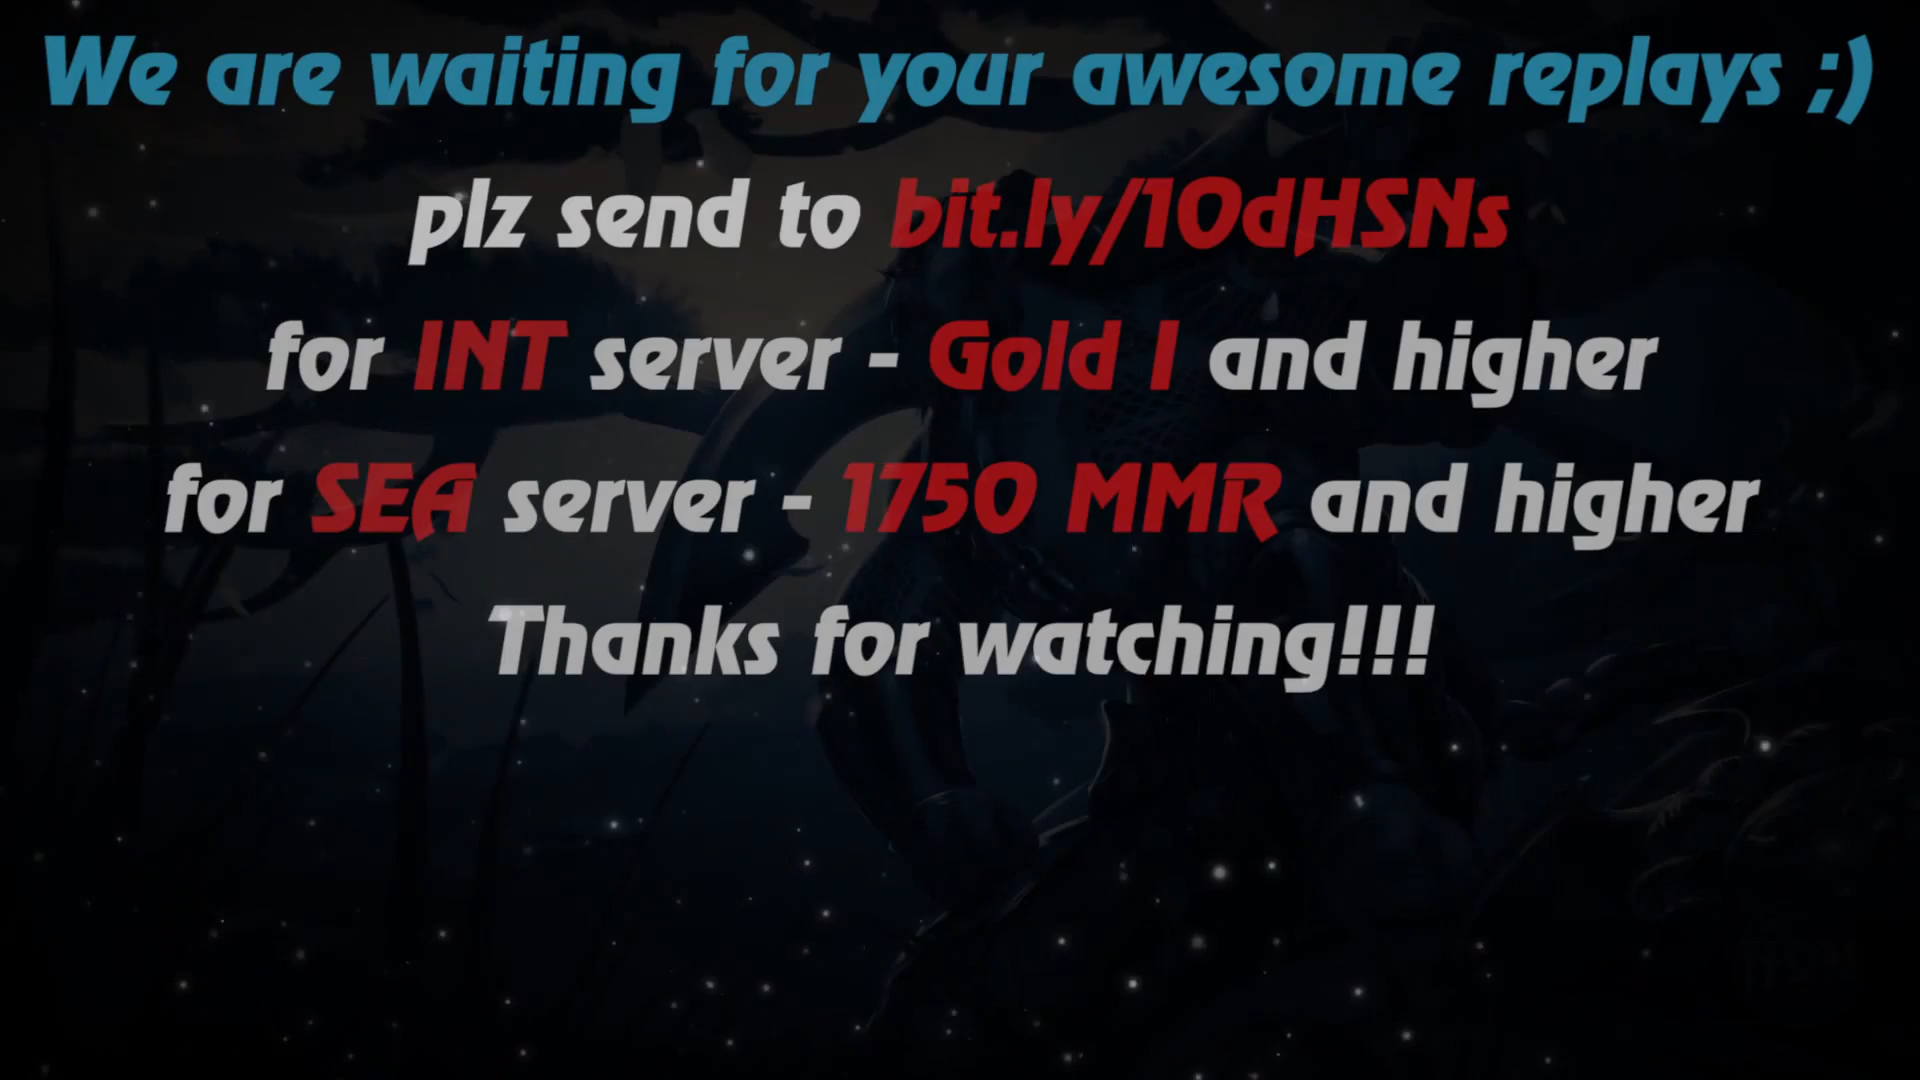 We are waiting for your awesome replays ;)
plz send to bit.ly/10dHSNs
for INT server - Gold I and higher
for SEA server - 1750 MMR and higher
Thanks for watching!!!